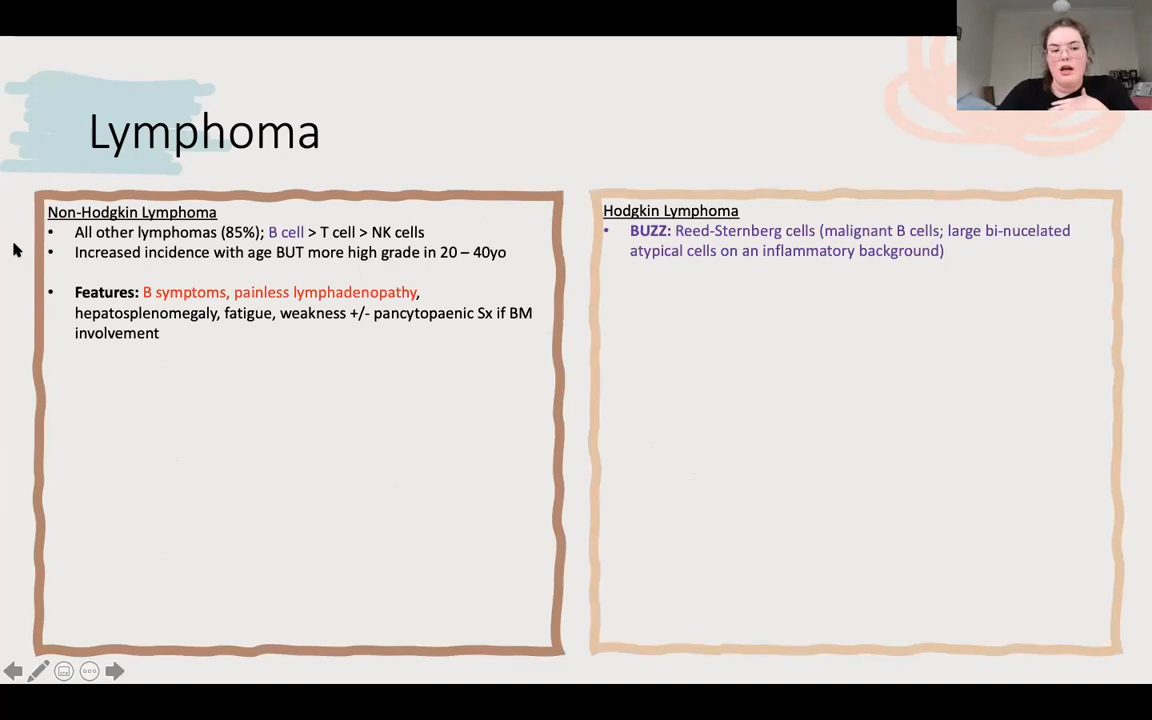 Lymphoma
Non-Hodgkin Lymphoma
• All other lymphomas (85%); B cell > T cell > NK cells
• Increased incidence with age BUT more high grade in 20 – 40yo
• Features: B symptoms, painless lymphadenopathy,
hepatosplenomegaly, fatigue, weakness +/- pancytopaenic Sx if BM
involvement
Hodgkin Lymphoma
• BUZZ: Reed-Sternberg cells (malignant B cells; large bi-nucelated
atypical cells on an inflammatory background)